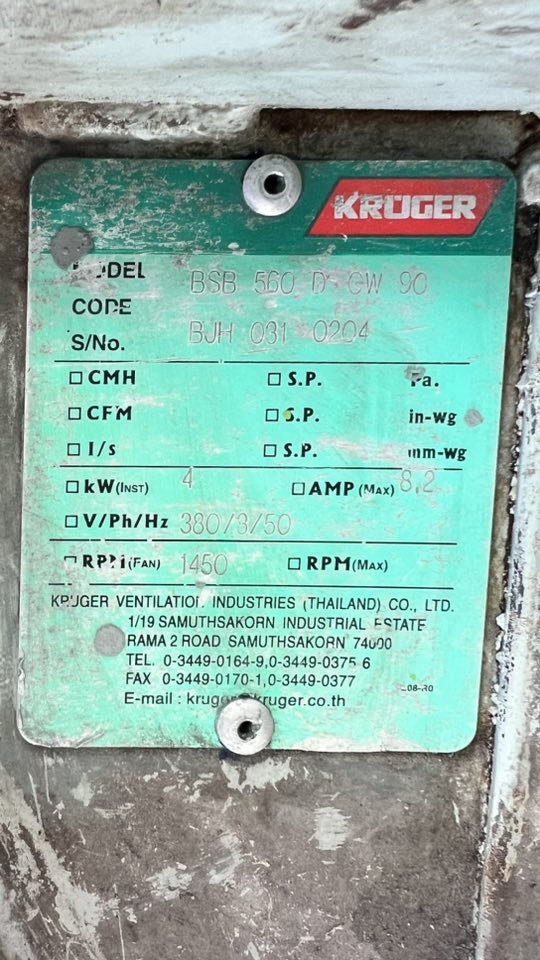 KRUGER
MODEL BSB 560 D-CW 90
CODE
S/No. BJH 031 0204
☐ CMH ☐ S.P. Pa.
☐ CFM ☐ S.P. in-wg
☐ I/s ☐ S.P. mm-wg
☐ kW(INST) 4 ☐ AMP (MAX) 8.2
☐ V/Ph/Hz 380/3/50
☐ RPM(FAN) 1450 ☐ RPM(MAX)
KRUGER VENTILATION INDUSTRIES (THAILAND) CO., LTD.
1/19 SAMUTHSAKORN INDUSTRIAL ESTATE
RAMA 2 ROAD SAMUTHSAKORN 74000
TEL. 0-3449-0164-9,0-3449-0375-6
FAX 0-3449-0170-1,0-3449-0377
E-mail : kruger@kruger.co.th